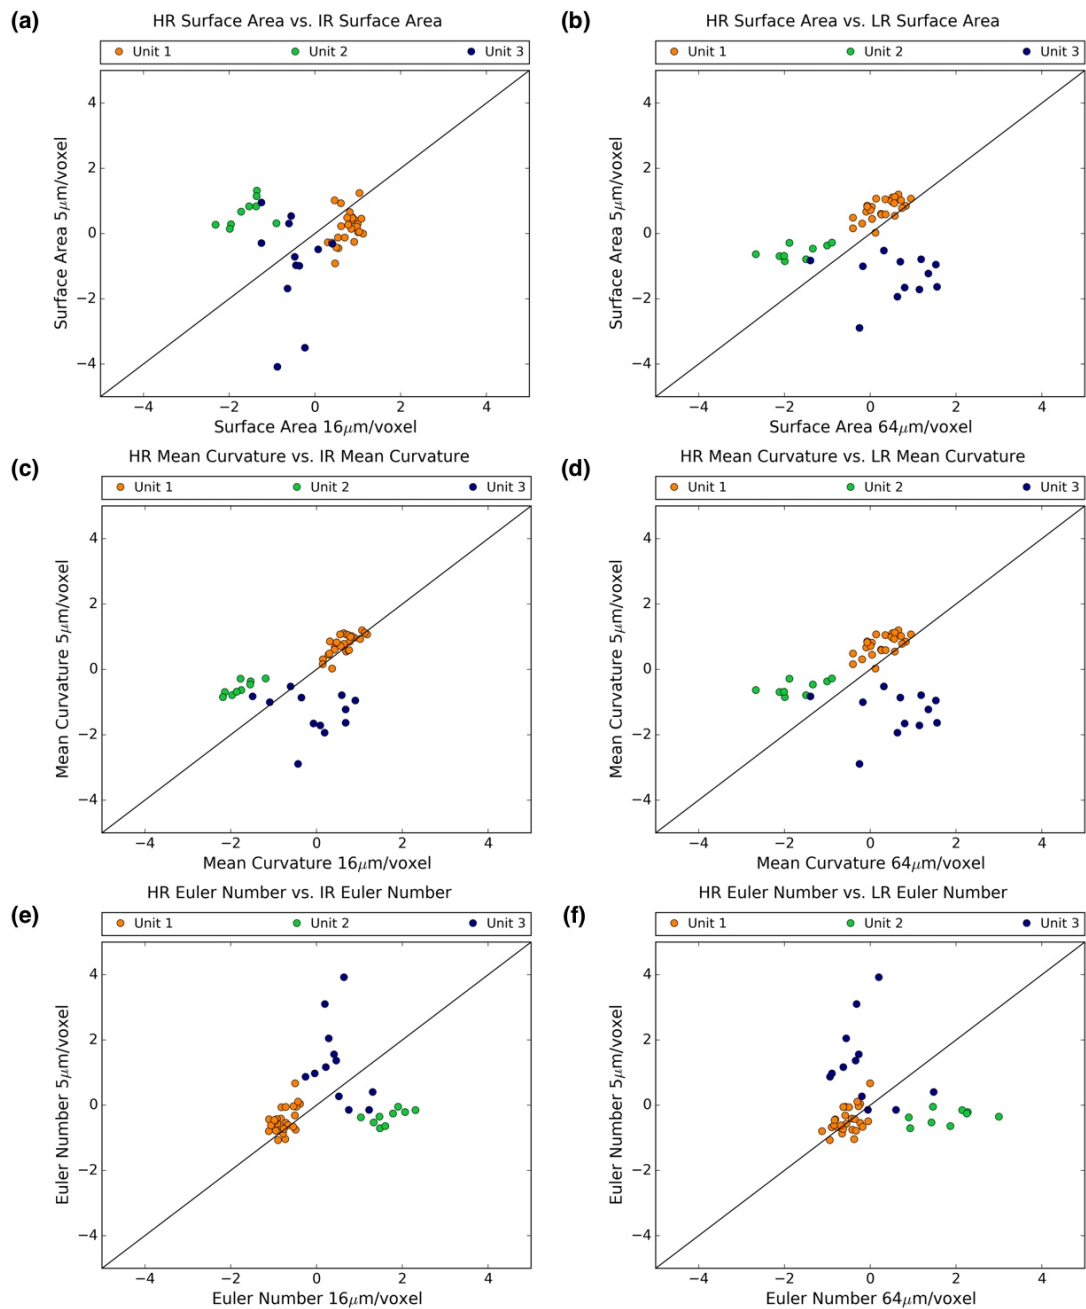 (a)
HR Surface Area vs. IR Surface Area
Unit 1 Unit 2 Unit 3
4
2
0
−2
−4
Surface Area 5μm/voxel
−4 −2 0 2 4
Surface Area 16μm/voxel
(b)
HR Surface Area vs. LR Surface Area
Unit 1 Unit 2 Unit 3
4
2
0
−2
−4
Surface Area 5μm/voxel
−4 −2 0 2 4
Surface Area 64μm/voxel
(c)
HR Mean Curvature vs. IR Mean Curvature
Unit 1 Unit 2 Unit 3
4
2
0
−2
−4
Mean Curvature 5μm/voxel
−4 −2 0 2 4
Mean Curvature 16μm/voxel
(d)
HR Mean Curvature vs. LR Mean Curvature
Unit 1 Unit 2 Unit 3
4
2
0
−2
−4
Mean Curvature 5μm/voxel
−4 −2 0 2 4
Mean Curvature 64μm/voxel
(e)
HR Euler Number vs. IR Euler Number
Unit 1 Unit 2 Unit 3
4
2
0
−2
−4
Euler Number 5μm/voxel
−4 −2 0 2 4
Euler Number 16μm/voxel
(f)
HR Euler Number vs. LR Euler Number
Unit 1 Unit 2 Unit 3
4
2
0
−2
−4
Euler Number 5μm/voxel
−4 −2 0 2 4
Euler Number 64μm/voxel